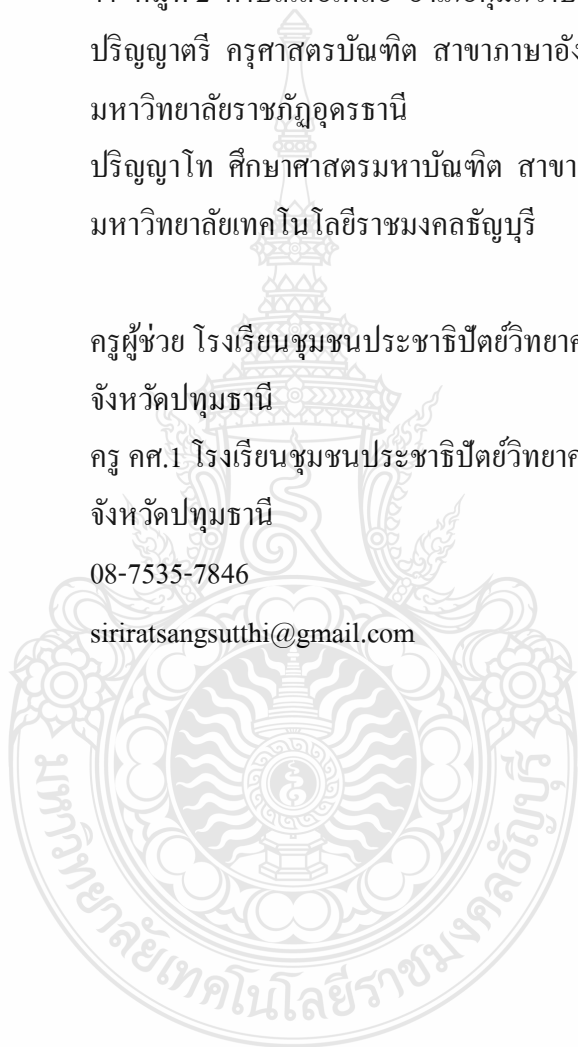 ปริญญาตรี ครุศาสตรบัณฑิต สาขาภาษาอัง
มหาวิทยาลัยราชภัฏอุดรธานี
ปริญญาโท ศึกษาศาสตรมหาบัณฑิต สาขา
มหาวิทยาลัยเทคโนโลยีราชมงคลธัญบุรี
ครูผู้ช่วย โรงเรียนชุมชนประชาธิปัตย์วิทยาค
จังหวัดปทุมธานี
ครู คศ.1 โรงเรียนชุมชนประชาธิปัตย์วิทยาค
จังหวัดปทุมธานี
08-7535-7846
siriratsangsutthi@gmail.com
มหาวิทยาลัยเทคโนโลยีราชมงคลธัญบุรี